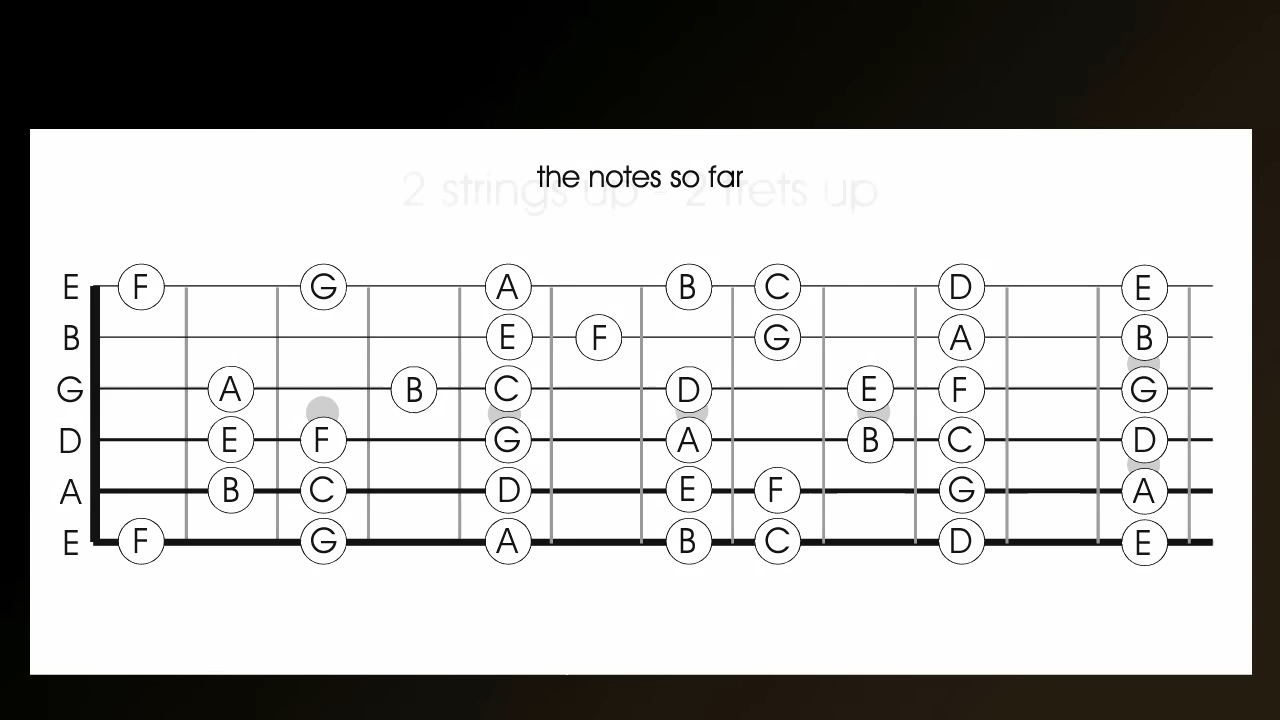 the notes so far
2 strings up - 2 frets up
E F G A B C D E
B E F G A B
G A B C D E F G
D E F G A B C D
A B C D E F G A
E F G A B C D E